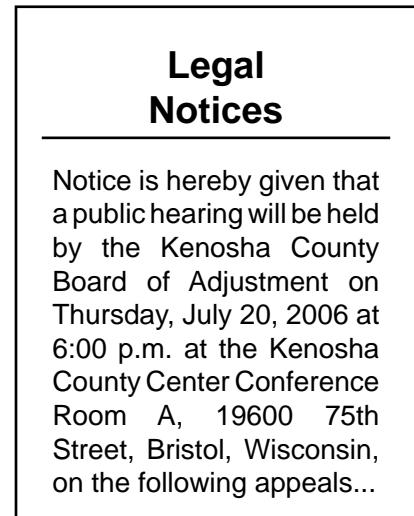 Legal
Notices
Notice is hereby given that
a public hearing will be held
by the Kenosha County
Board of Adjustment on
Thursday, July 20, 2006 at
6:00 p.m. at the Kenosha
County Center Conference
Room A, 19600 75th
Street, Bristol, Wisconsin,
on the following appeals...